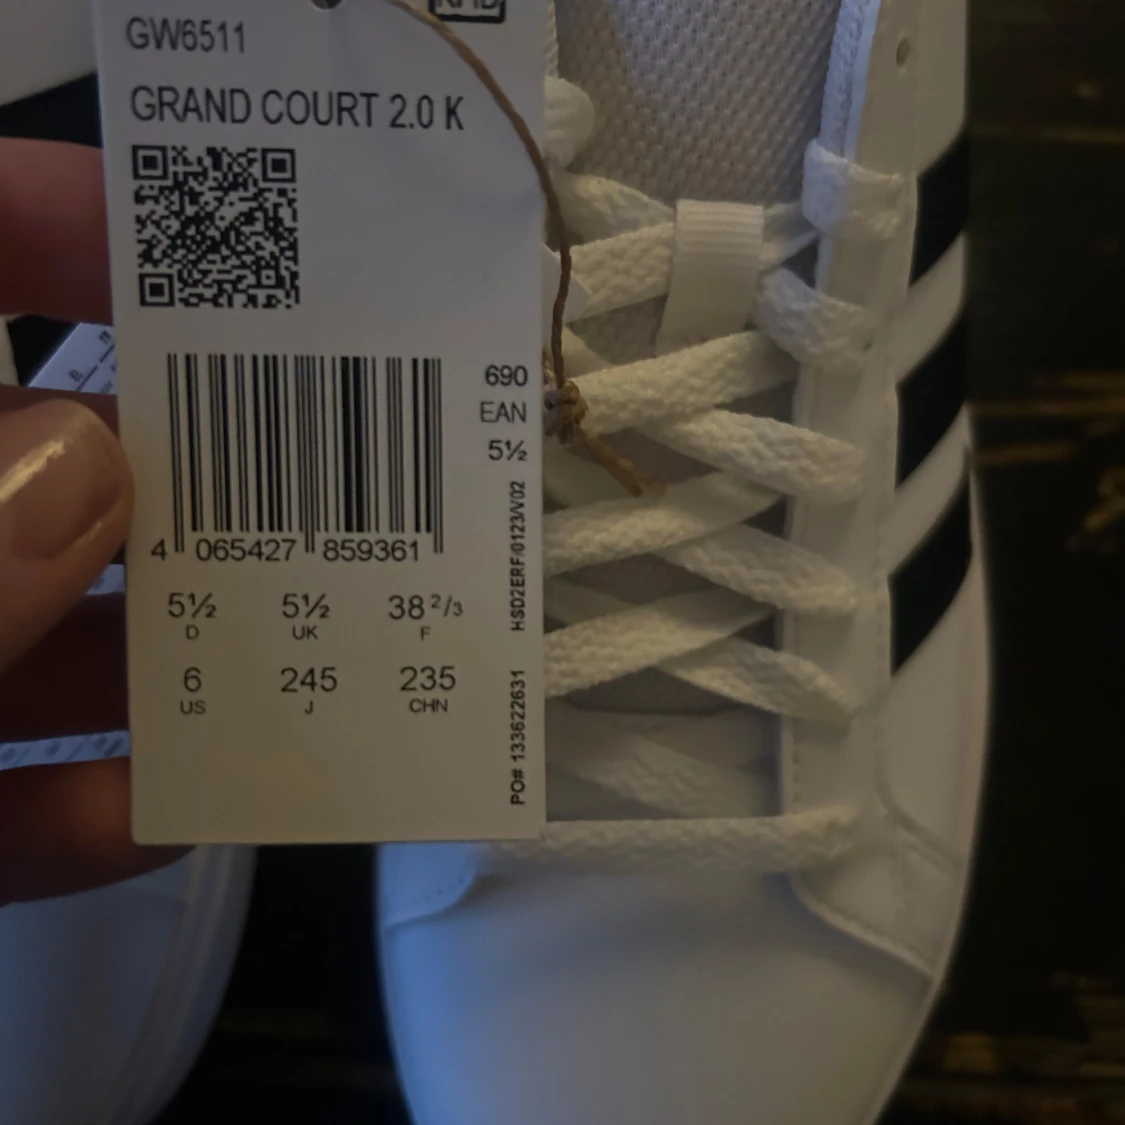 GW6511
GRAND COURT 2.0 K
690
EAN
5½
4 065427 859361
HSD2ERF/0123/V02
5½ 5½ 38 2/3
D UK F
6 245 235
US J CHN
PO# 133622631